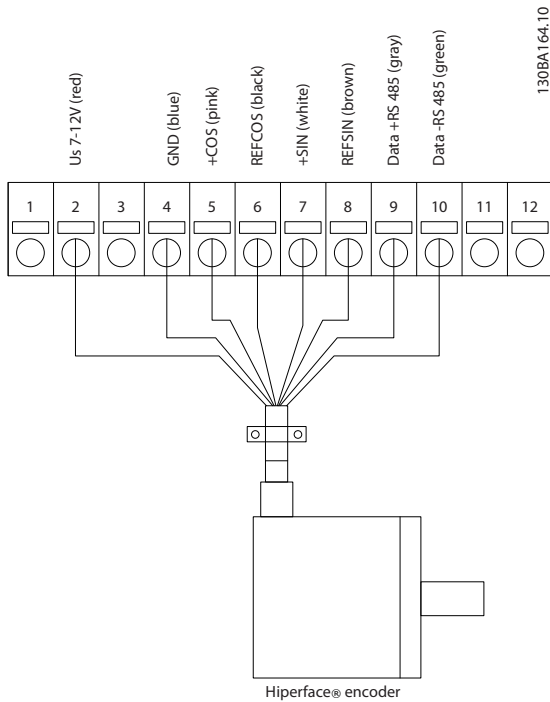 130BA164.10
Us 7-12V (red)
GND (blue)
+COS (pink)
REFCOS (black)
+SIN (white)
REFSIN (brown)
Data +RS 485 (gray)
Data -RS 485 (green)
1 2 3 4 5 6 7 8 9 10 11 12
Hiperface® encoder